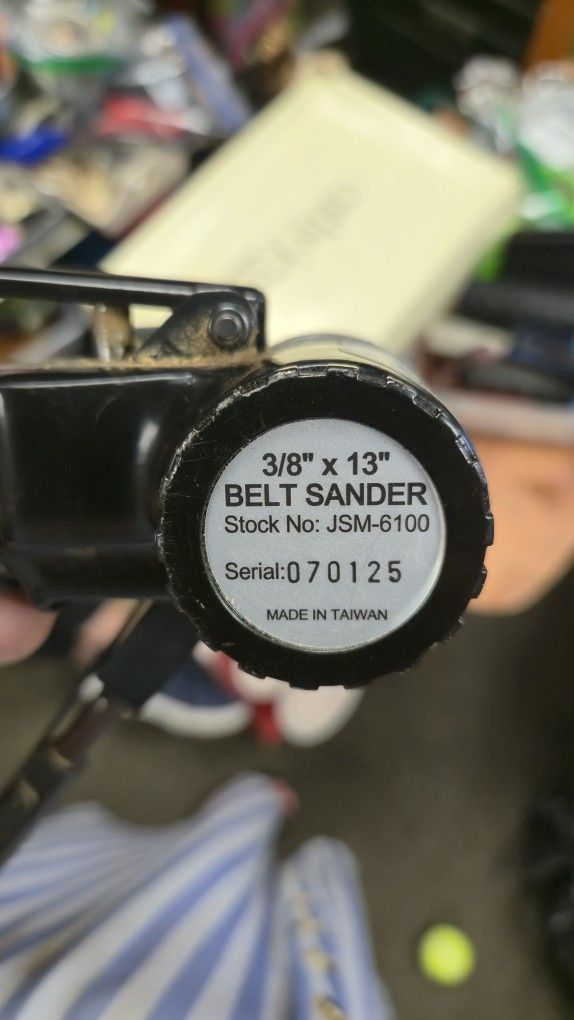 3/8" x 13"
BELT SANDER
Stock No: JSM-6100
Serial:070125
MADE IN TAIWAN